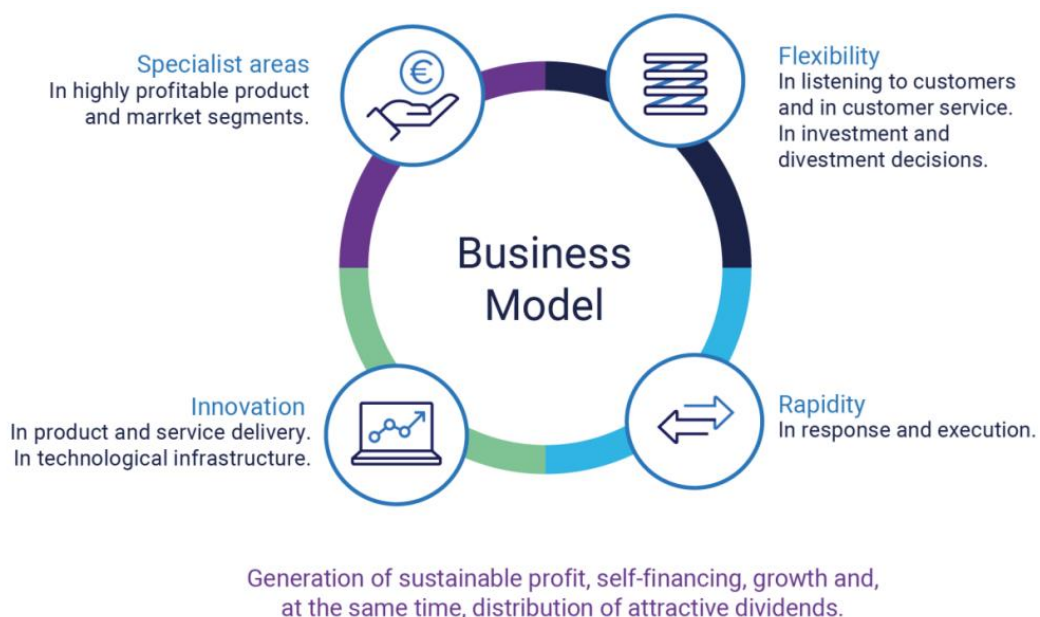 Specialist areas
In highly profitable product
and marrket segments.
Flexibility
In listening to customers
and in customer service.
In investment and
divestment decisions.
€
Business
Model
Innovation
In product and service delivery.
In technological infrastructure.
Rapidity
In response and execution.
Generation of sustainable profit, self-financing, growth and,
at the same time, distribution of attractive dividends.